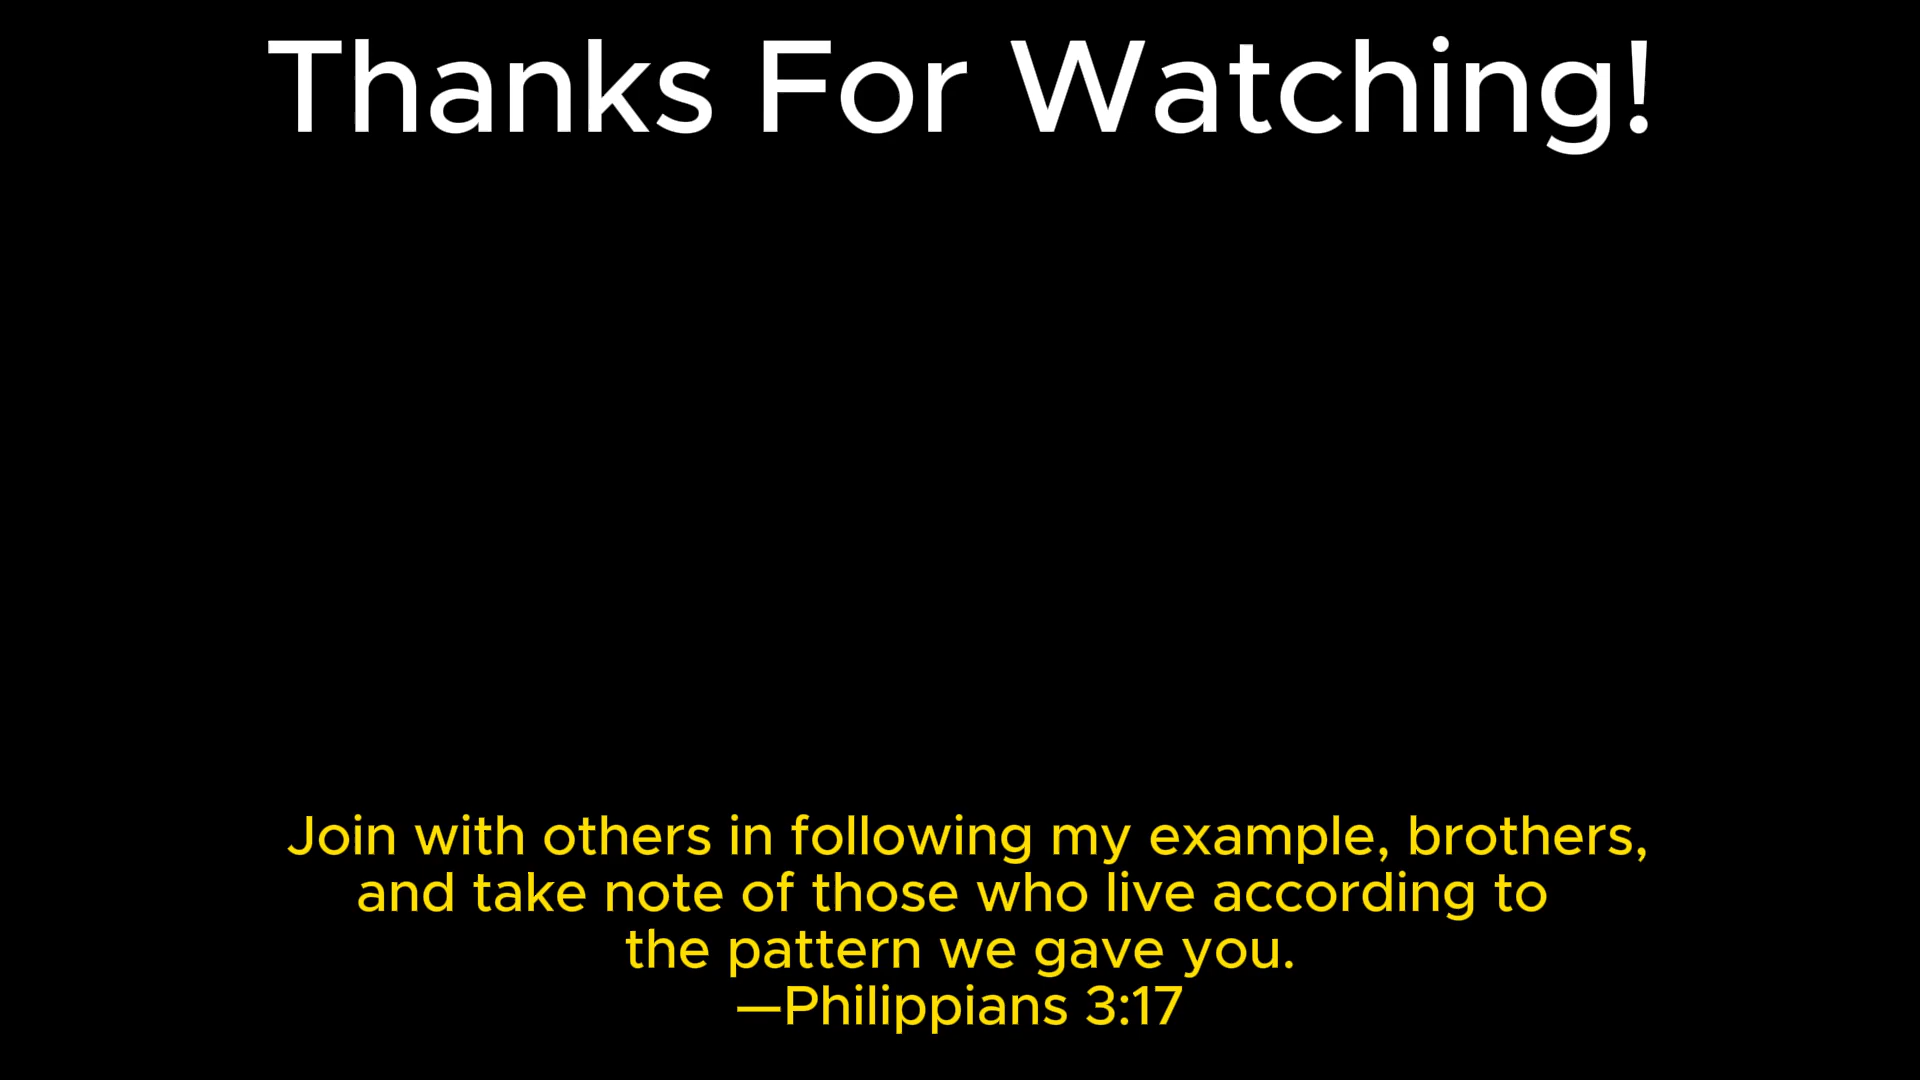 Thanks For Watching!
Join with others in following my example, brothers,
and take note of those who live according to
the pattern we gave you.
—Philippians 3:17